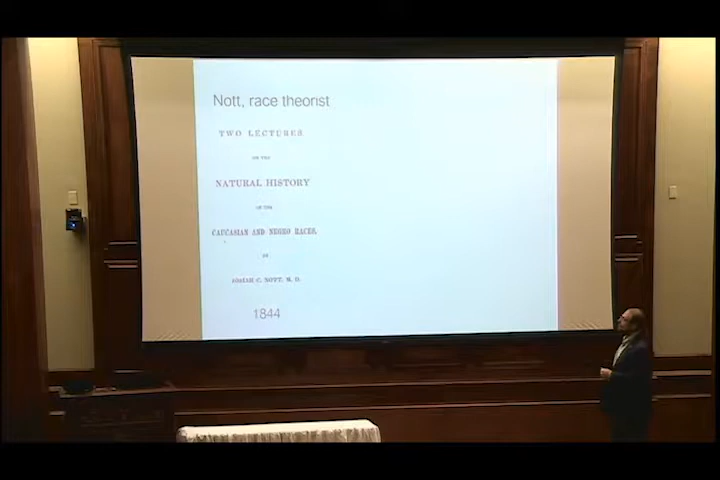 Nott, race theorist
TWO LECTURES
ON THE
NATURAL HISTORY
OF THE
CAUCASIAN AND NEGRO RACES.
BY
JOSIAH C. NOTT, M. D.
1844